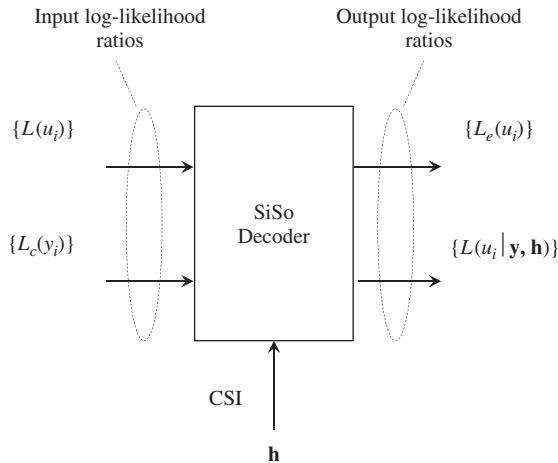 Input log-likelihood
ratios
Output log-likelihood
ratios
{L(u_i)}
{L_e(u_i)}
SiSo
Decoder
{L_c(y_i)}
{L(u_i | y, h)}
CSI
h